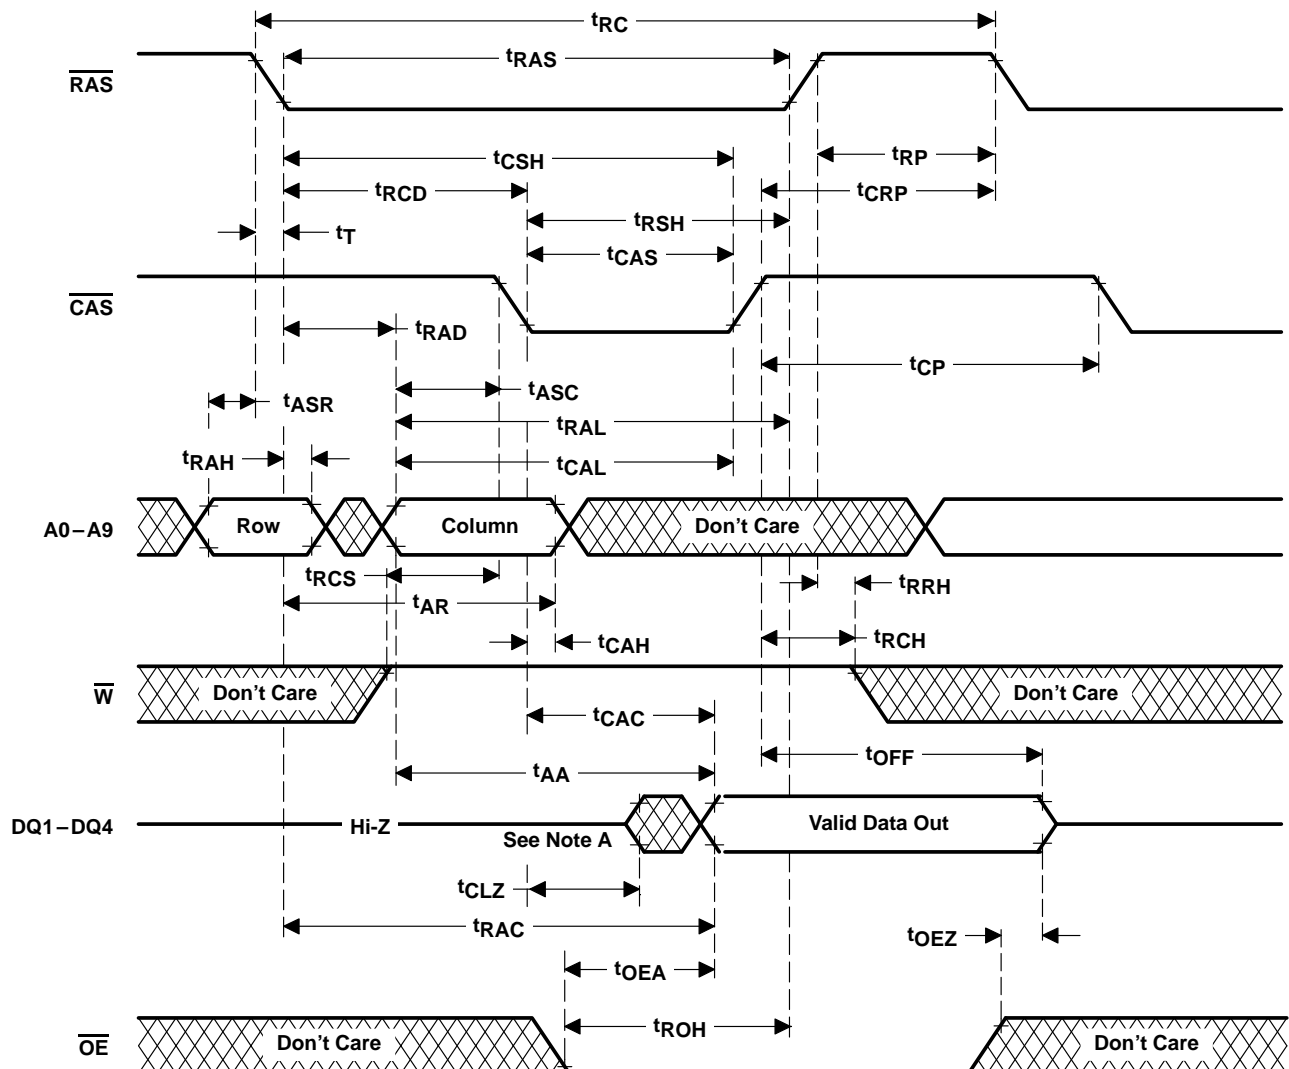 tRC
tRAS
RAS
tCSH
tRP
tRCD
tCRP
tRSH
tT
tCAS
CAS
tRAD
tCP
tASC
tASR
tRAL
tRAH
tCAL
A0–A9
Row
Column
Don't Care
tRCS
tRRH
tAR
tCAH
tRCH
W
Don't Care
Don't Care
tCAC
tOFF
tAA
DQ1–DQ4
Hi-Z
See Note A
Valid Data Out
tCLZ
tRAC
tOEZ
tOEA
tROH
OE
Don't Care
Don't Care